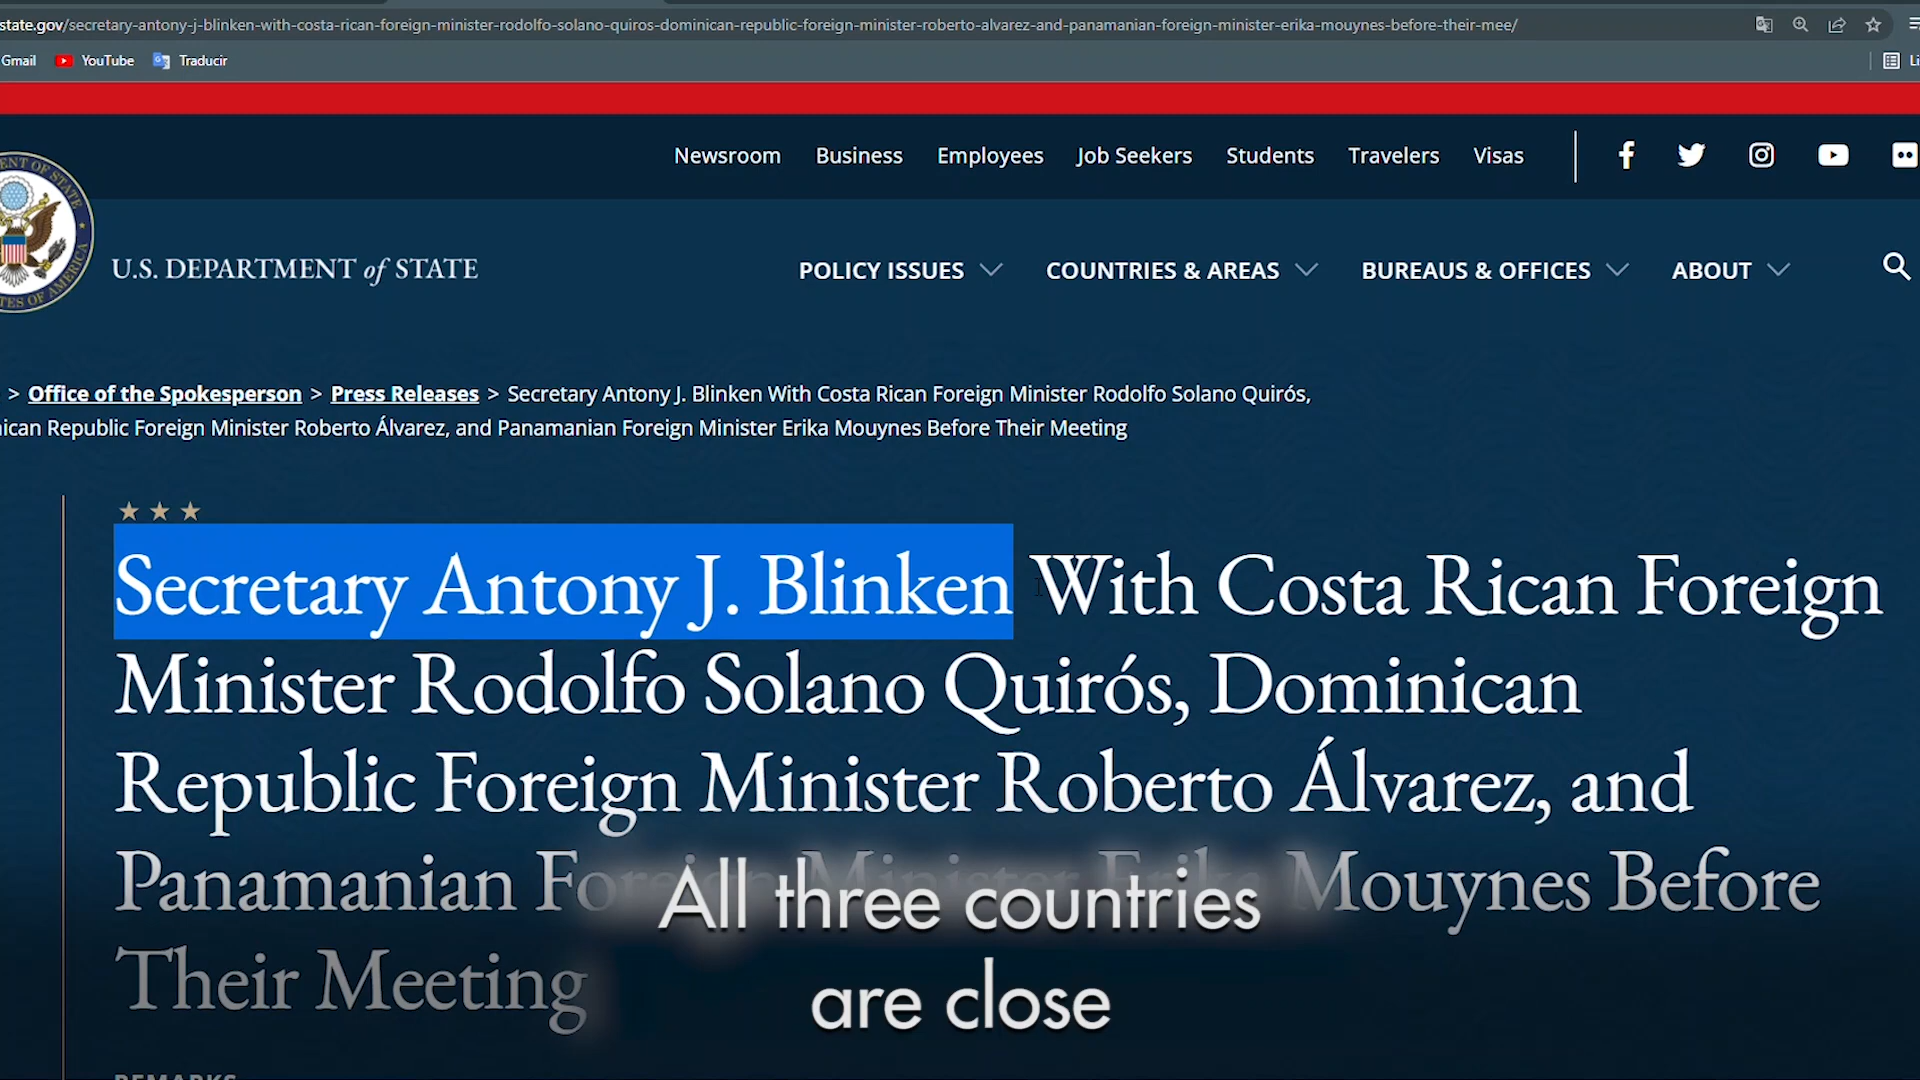 state.gov/secretary-antony-j-blinken-with-costa-rican-foreign-minister-rodolfo-solano-quiros-dominican-republic-foreign-minister-roberto-alvarez-and-panamanian-foreign-minister-erika-mouynes-before-their-mee/
Gmail YouTube Traducir
Newsroom Business Employees Job Seekers Students Travelers Visas
U.S. DEPARTMENT of STATE
POLICY ISSUES COUNTRIES & AREAS BUREAUS & OFFICES ABOUT
> Office of the Spokesperson > Press Releases > Secretary Antony J. Blinken With Costa Rican Foreign Minister Rodolfo Solano Quirós,
ican Republic Foreign Minister Roberto Álvarez, and Panamanian Foreign Minister Erika Mouynes Before Their Meeting
Secretary Antony J. Blinken With Costa Rican Foreign
Minister Rodolfo Solano Quirós, Dominican
Republic Foreign Minister Roberto Álvarez, and
Panamanian Foreign Minister Erika Mouynes Before
Their Meeting
All three countries
are close
REMARKS